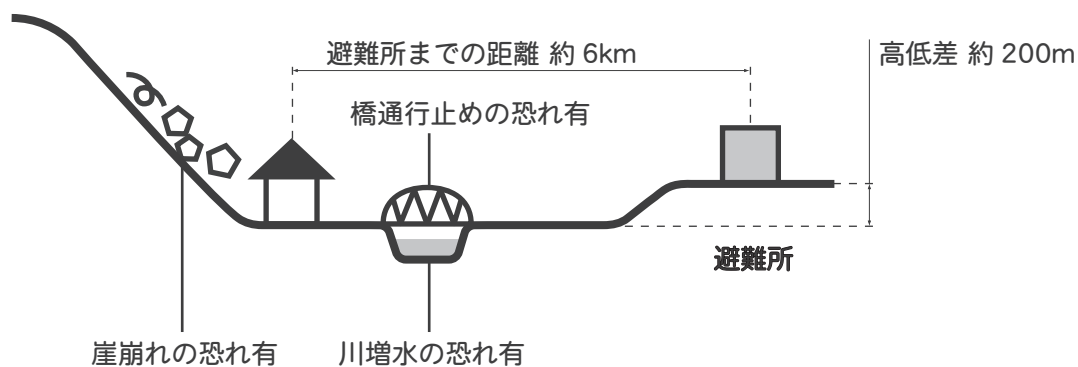 避難所までの距離 約 6km
高低差 約 200m
橋通行止めの恐れ有
避難所
崖崩れの恐れ有
川増水の恐れ有